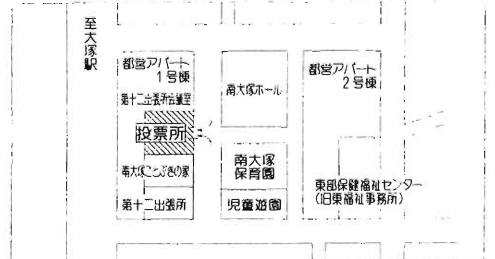 至大塚駅
都営アパート
1号棟
第十二出張所会議室
投票所
南大塚ことぶきの家
第十二出張所
南大塚ホール
南大塚
保育園
児童遊園
都営アパート
2号棟
東部保健福祉センター
(旧東福祉事務所)